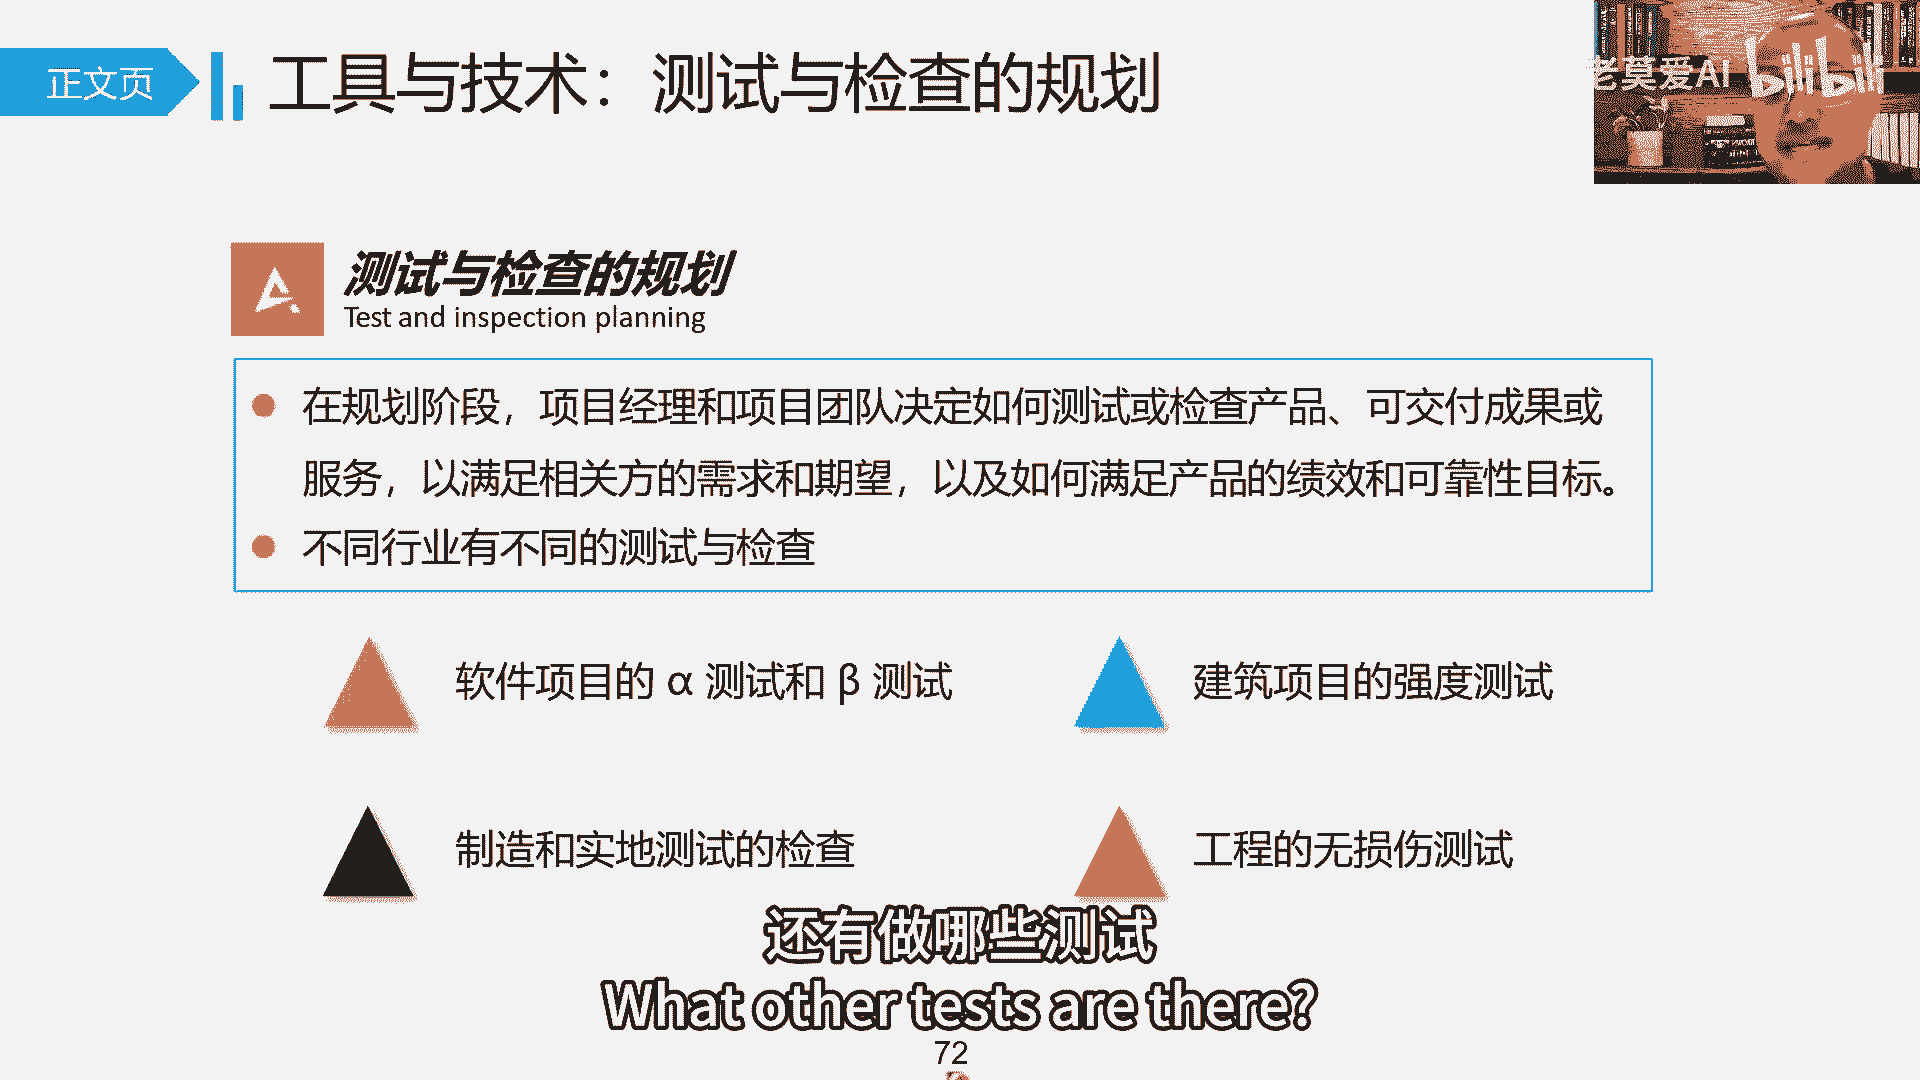 正文页
工具与技术：测试与检查的规划
老莫爱AI
bilibili
测试与检查的规划
Test and inspection planning
在规划阶段，项目经理和项目团队决定如何测试或检查产品、可交付成果或
服务，以满足相关方的需求和期望，以及如何满足产品的绩效和可靠性目标。
不同行业有不同的测试与检查
软件项目的 α 测试和 β 测试
建筑项目的强度测试
制造和实地测试的检查
工程的无损伤测试
还有做哪些测试
What other tests are there?
72